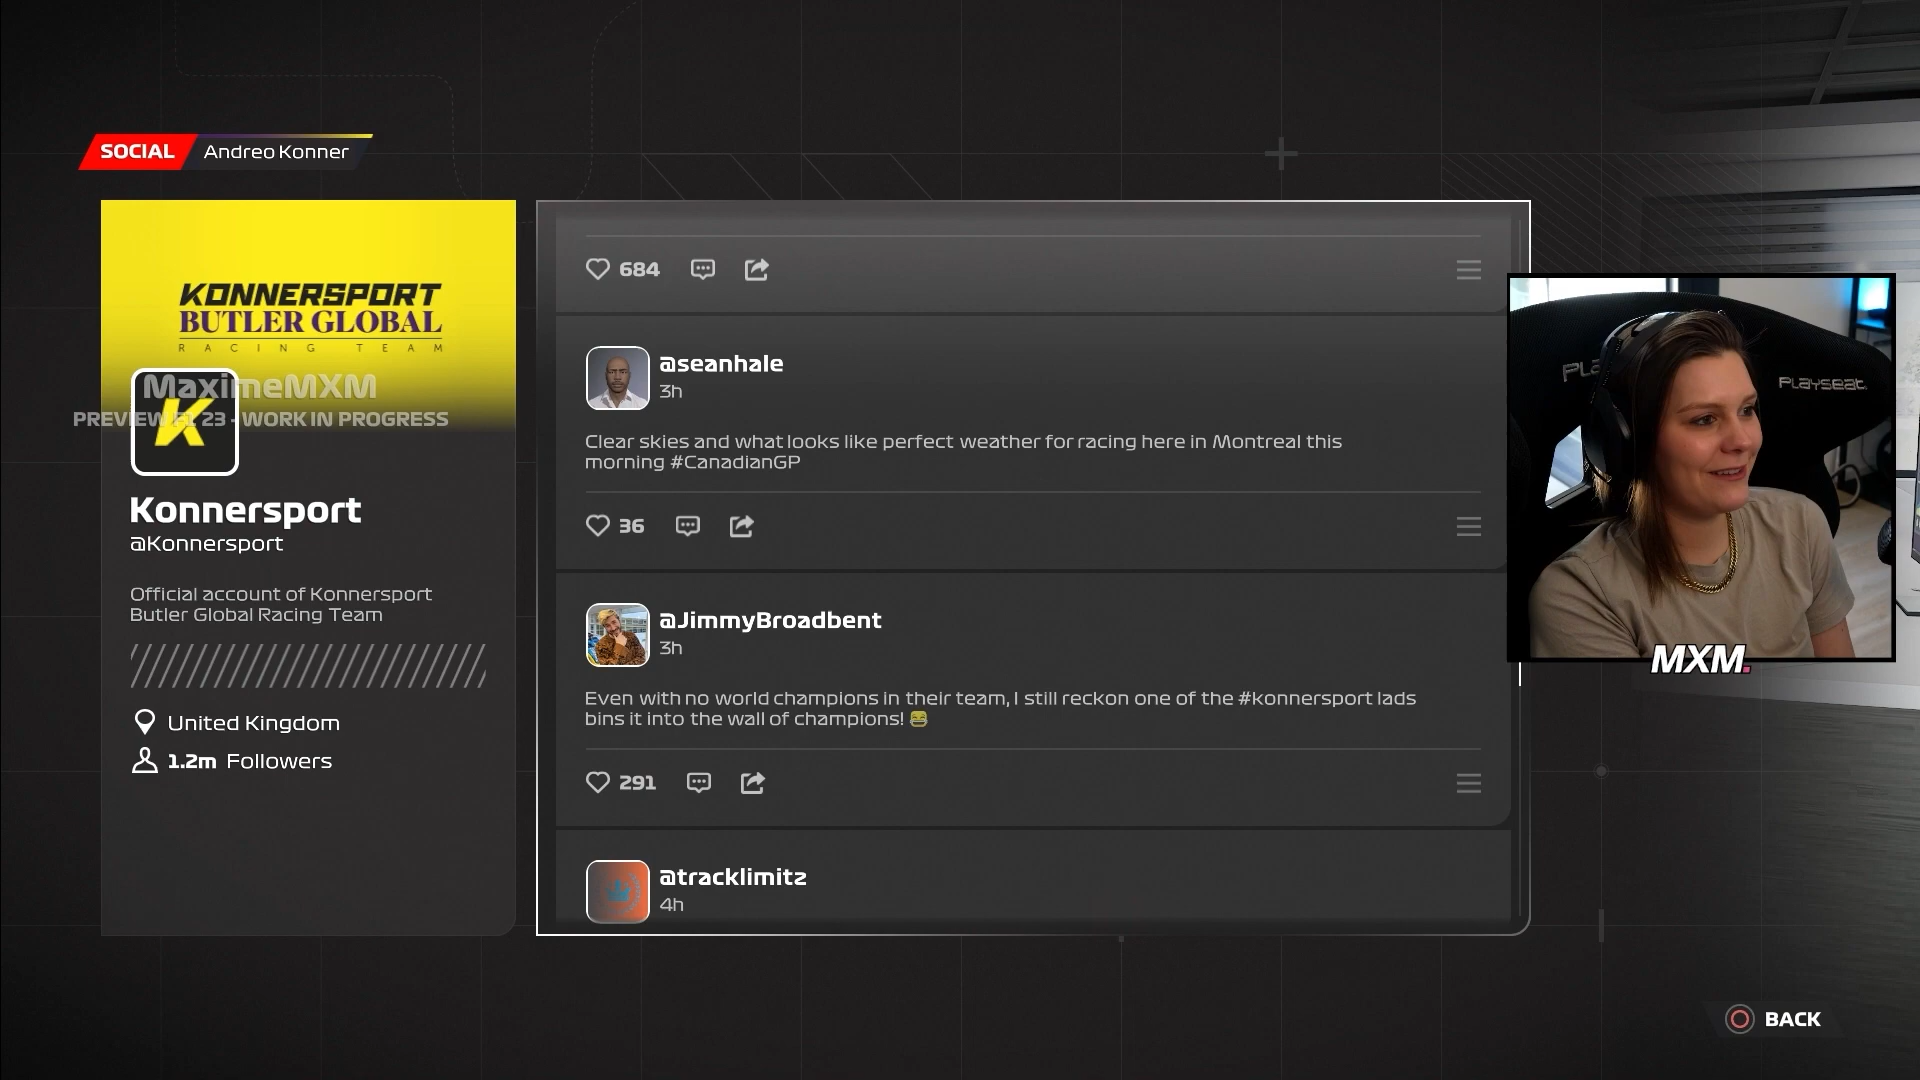 SOCIAL Andreo Konner
KONNERSPORT
BUTLER GLOBAL
RACING TEAM
MaximeMXM
PREVIEW F1 23 - WORK IN PROGRESS
K
Konnersport
@Konnersport
Official account of Konnersport
Butler Global Racing Team
United Kingdom
1.2m Followers
684
@seanhale
3h
Clear skies and what looks like perfect weather for racing here in Montreal this
morning #CanadianGP
36
@JimmyBroadbent
3h
Even with no world champions in their team, I still reckon one of the #konnersport lads
bins it into the wall of champions! 😂
291
@tracklimitz
4h
PLAYSEAT
MXM.
BACK